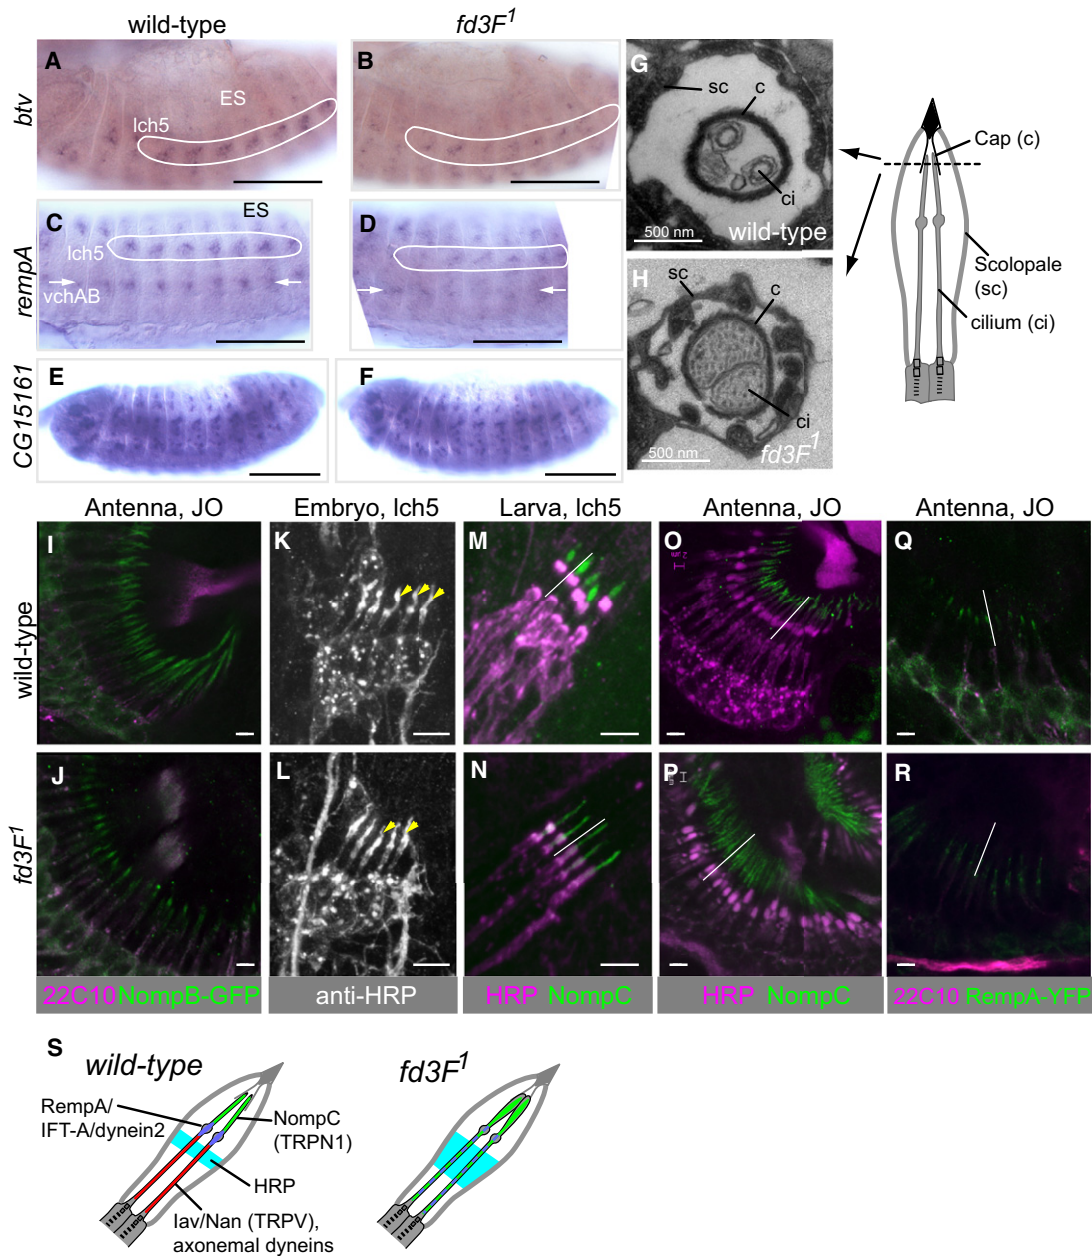 wild-type
fd3F1
btv
A
ES
lch5
B
rempA
C
ES
lch5
vchAB
D
CG15161
E
F
G
sc
c
ci
500 nm
wild-type
H
sc
c
ci
500 nm
fd3F1
Cap (c)
Scolopale
(sc)
cilium (ci)
Antenna, JO
Embryo, lch5
Larva, lch5
Antenna, JO
Antenna, JO
wild-type
I
K
M
O
Q
fd3F1
J
L
N
P
R
22C10 NompB-GFP
anti-HRP
HRP NompC
HRP NompC
22C10 RempA-YFP
S
wild-type
fd3F1
RempA/
IFT-A/dynein2
NompC
(TRPN1)
HRP
Iav/Nan (TRPV),
axonemal dyneins